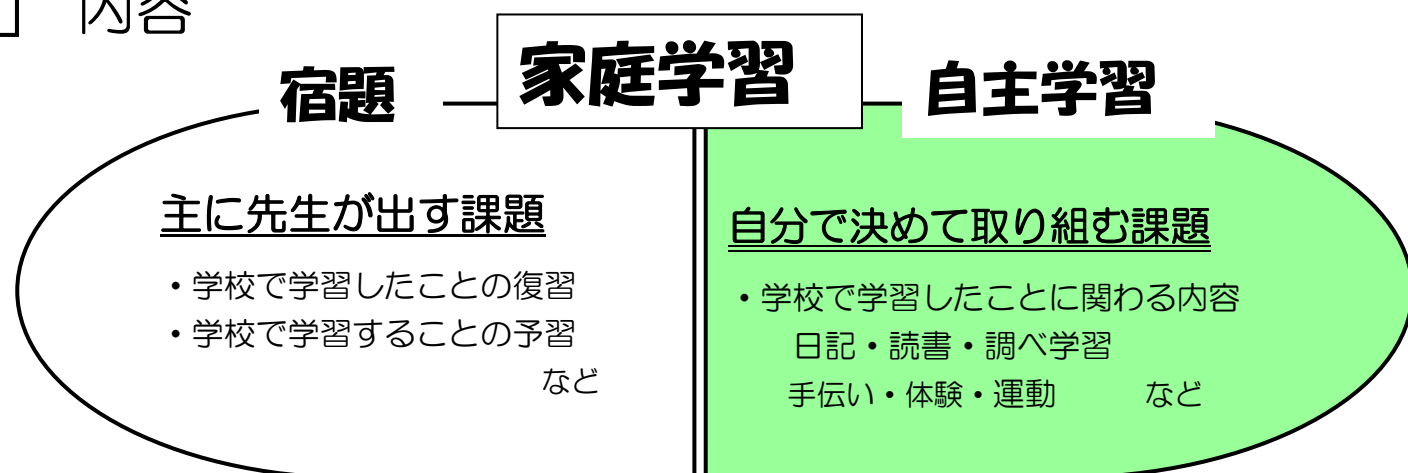 内容
家庭学習
宿題
自主学習
主に先生が出す課題
・学校で学習したことの復習
・学校で学習することの予習
など
自分で決めて取り組む課題
・学校で学習したことに関わる内容
日記・読書・調べ学習
手伝い・体験・運動 など